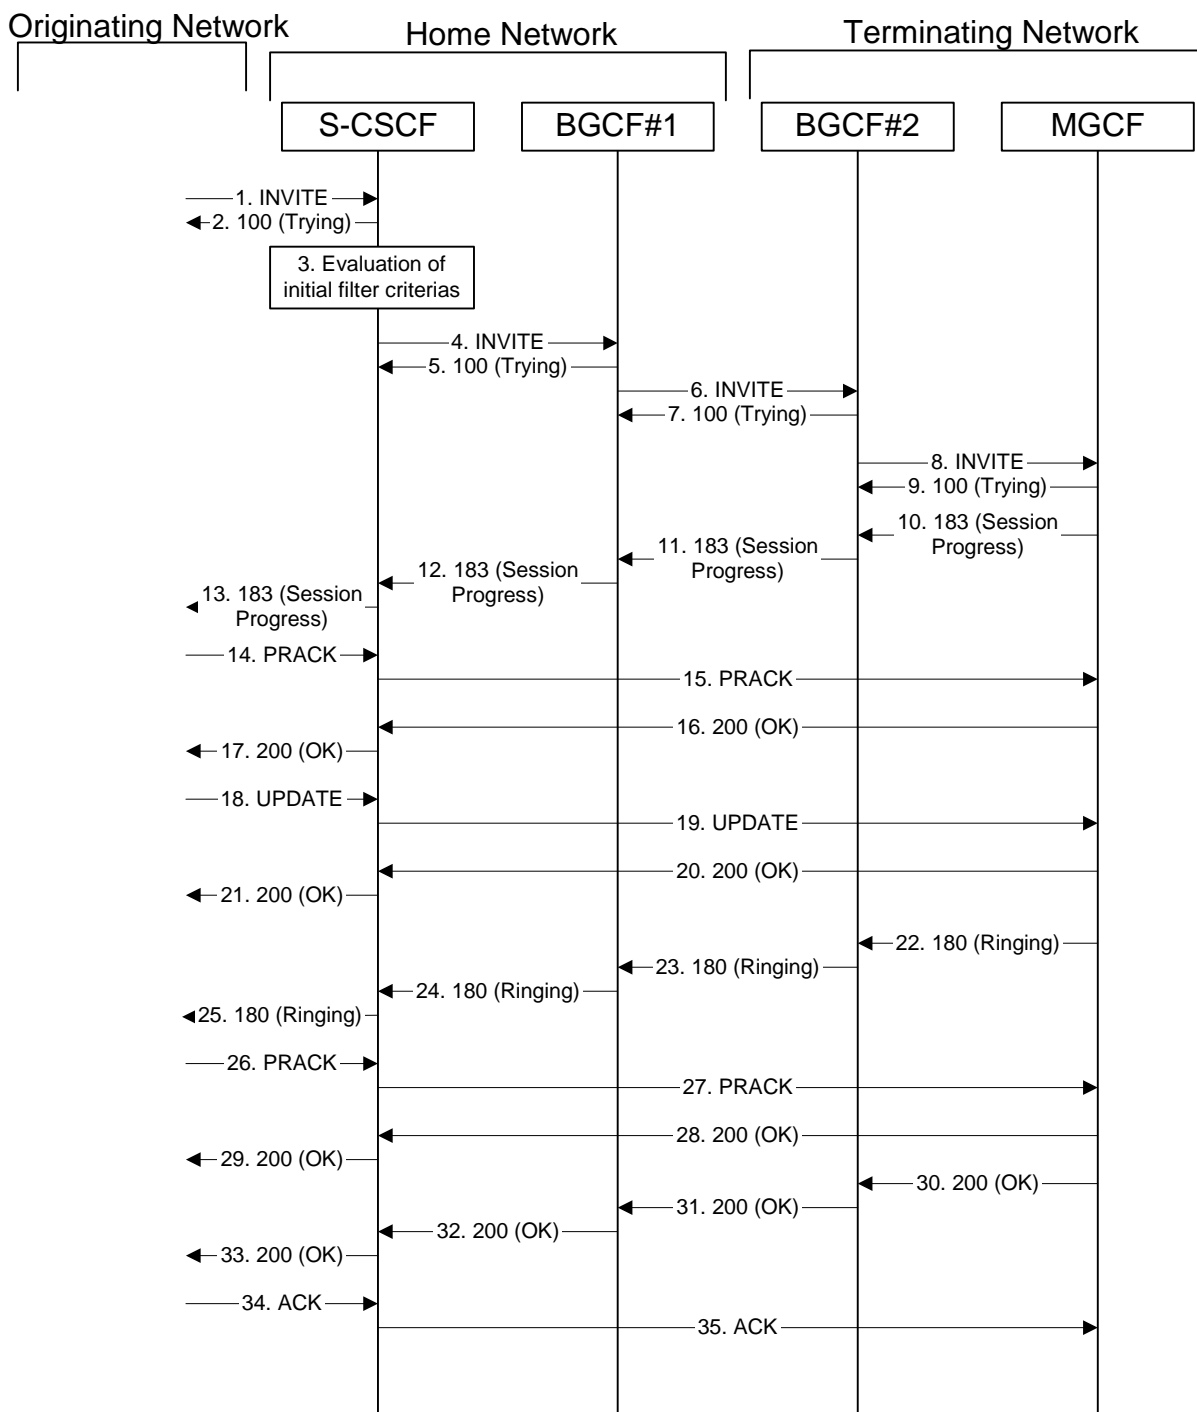 Originating Network
Home Network
Terminating Network
S-CSCF
BGCF#1
BGCF#2
MGCF
1. INVITE
2. 100 (Trying)
3. Evaluation of
initial filter criterias
4. INVITE
5. 100 (Trying)
6. INVITE
7. 100 (Trying)
8. INVITE
9. 100 (Trying)
10. 183 (Session
Progress)
11. 183 (Session
Progress)
12. 183 (Session
Progress)
13. 183 (Session
Progress)
14. PRACK
15. PRACK
16. 200 (OK)
17. 200 (OK)
18. UPDATE
19. UPDATE
20. 200 (OK)
21. 200 (OK)
22. 180 (Ringing)
23. 180 (Ringing)
24. 180 (Ringing)
25. 180 (Ringing)
26. PRACK
27. PRACK
28. 200 (OK)
29. 200 (OK)
30. 200 (OK)
31. 200 (OK)
32. 200 (OK)
33. 200 (OK)
34. ACK
35. ACK